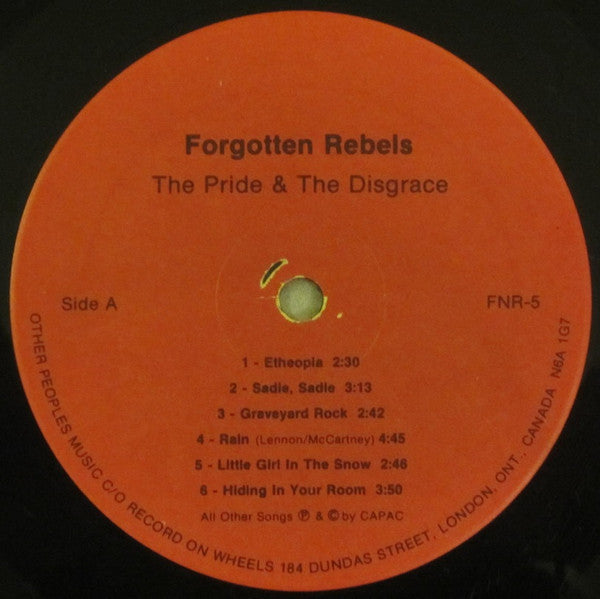 Forgotten Rebels
The Pride & The Disgrace
Side A
FNR-5
1 - Etheopia 2:30
2 - Sadie, Sadie 3:13
3 - Graveyard Rock 2:42
4 - Rain (Lennon/McCartney) 4:45
5 - Little Girl In The Snow 2:46
6 - Hiding In Your Room 3:50
All Other Songs ℗ & © by CAPAC
OTHER PEOPLES MUSIC C/O RECORD ON WHEELS 184 DUNDAS STREET, LONDON, ONT., CANADA N6A 1G7